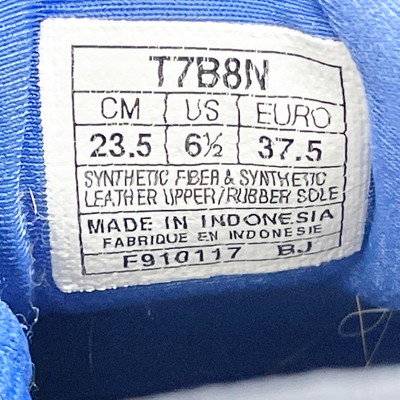 T7B8N
CM US EURO
23.5 6½ 37.5
SYNTHETIC FIBER & SYNTHETIC
LEATHER UPPER/RUBBER SOLE
MADE IN INDONESIA
FABRIQUE EN INDONESIE
F910117 BJ